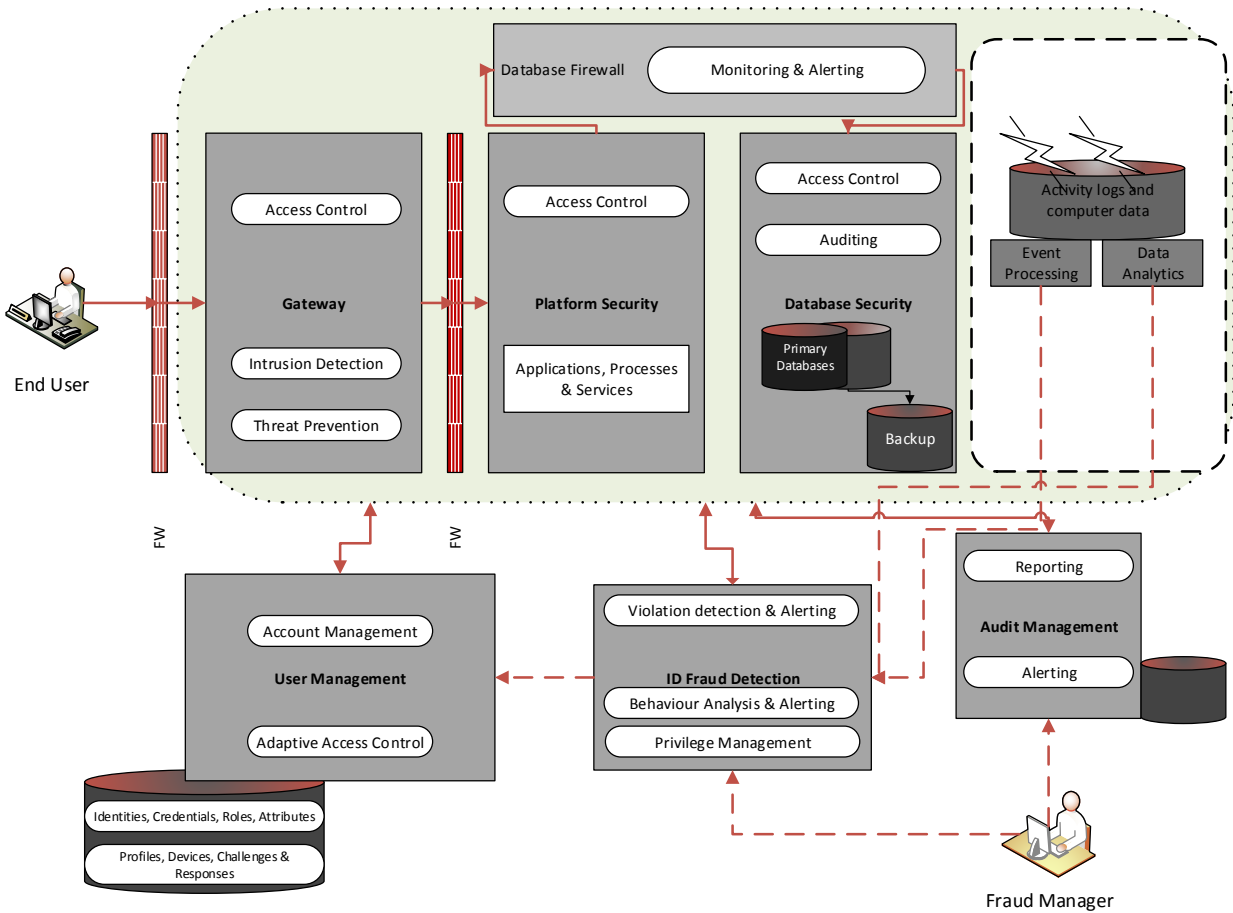 Database Firewall
Monitoring & Alerting
Access Control
Gateway
Intrusion Detection
Threat Prevention
Access Control
Platform Security
Applications, Processes
& Services
Access Control
Auditing
Database Security
Primary
Databases
Backup
Activity logs and
computer data
Event
Processing
Data
Analytics
End User
FW
FW
Account Management
User Management
Adaptive Access Control
Identities, Credentials, Roles, Attributes
Profiles, Devices, Challenges &
Responses
Violation detection & Alerting
ID Fraud Detection
Behaviour Analysis & Alerting
Privilege Management
Reporting
Audit Management
Alerting
Fraud Manager